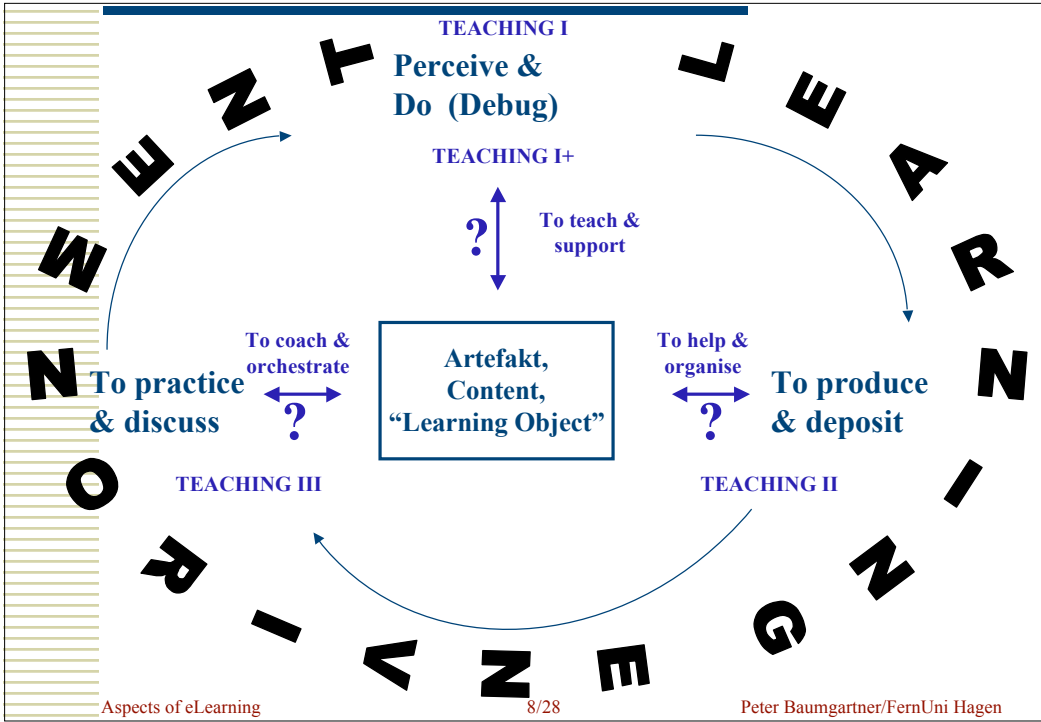 TEACHING I
Perceive &
Do (Debug)
TEACHING I+
?
To teach &
support
To coach &
orchestrate
?
To practice
& discuss
TEACHING III
Artefakt,
Content,
“Learning Object”
To help &
organise
?
To produce
& deposit
TEACHING II
LEARNING ENVIRONMENT
Aspects of eLearning
8/28
Peter Baumgartner/FernUni Hagen